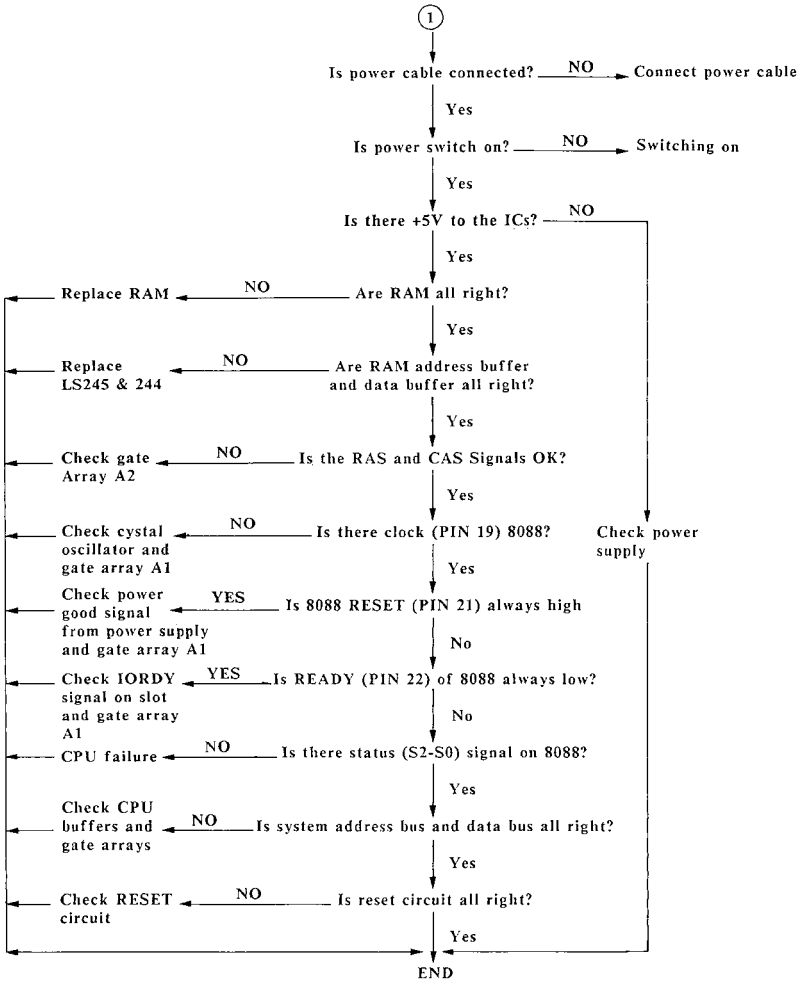 1
Is power cable connected? NO Connect power cable
Yes
Is power switch on? NO Switching on
Yes
Is there +5V to the ICs? NO
Yes
Replace RAM NO Are RAM all right?
Yes
Replace NO Are RAM address buffer
LS245 & 244 and data buffer all right?
Yes
Check gate NO Is the RAS and CAS Signals OK?
Array A2
Yes
Check cystal NO Is there clock (PIN 19) 8088? Check power
oscillator and supply
gate array A1 Yes
Check power YES Is 8088 RESET (PIN 21) always high
good signal
from power supply
and gate array A1 No
Check IORDY YES Is READY (PIN 22) of 8088 always low?
signal on slot
and gate array No
A1
CPU failure NO Is there status (S2-S0) signal on 8088?
Yes
Check CPU
buffers and NO Is system address bus and data bus all right?
gate arrays
Yes
Check RESET NO Is reset circuit all right?
circuit
Yes
END